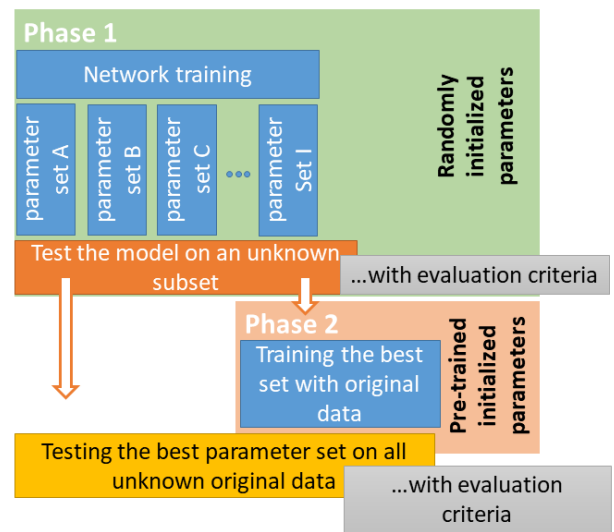 Phase 1
Network training
parameter
set A
parameter
set B
parameter
set C
parameter
Set I
Randomly
initialized
parameters
Test the model on an unknown
subset
...with evaluation criteria
Phase 2
Training the best
set with original
data
Pre-trained
initialized
parameters
Testing the best parameter set on all
unknown original data
...with evaluation
criteria